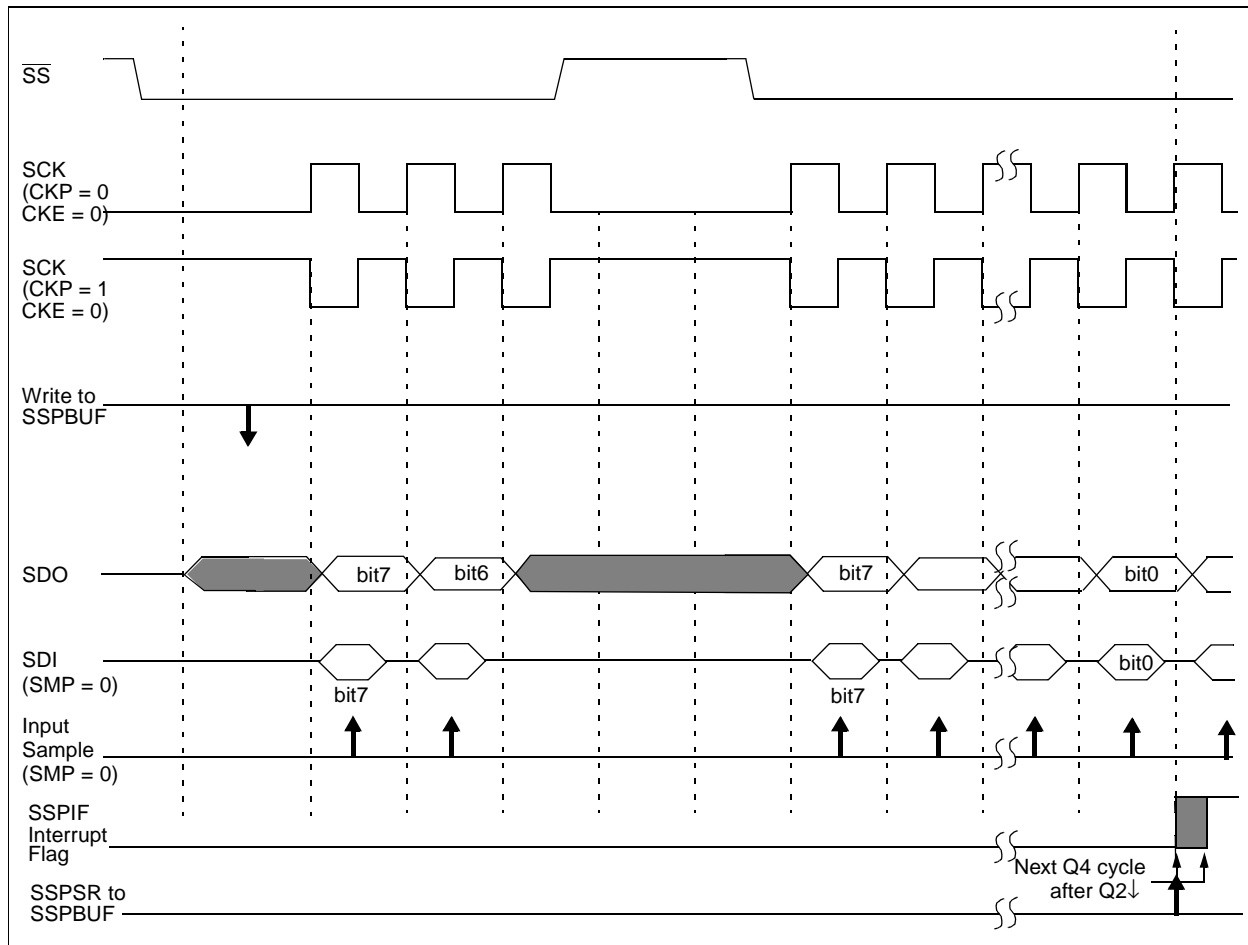 SS
SCK
(CKP = 0
CKE = 0)
SCK
(CKP = 1
CKE = 0)
Write to
SSPBUF
SDO
bit7
bit6
bit7
bit0
SDI
(SMP = 0)
bit7
bit7
bit0
Input
Sample
(SMP = 0)
SSPIF
Interrupt
Flag
Next Q4 cycle
after Q2↓
SSPSR to
SSPBUF